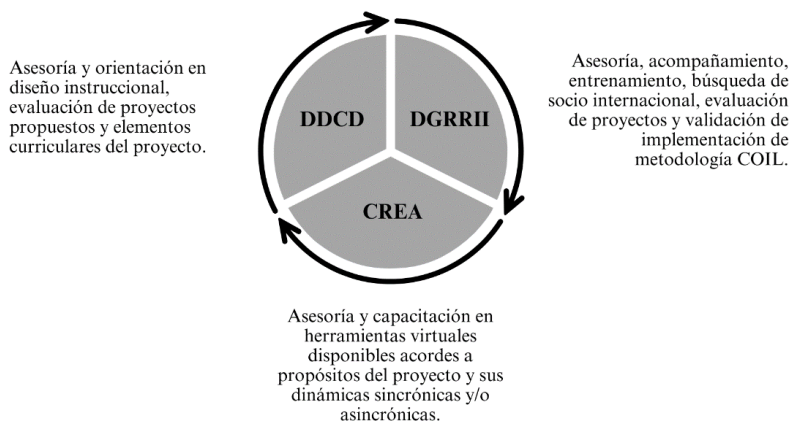 Asesoría y orientación en
diseño instruccional,
evaluación de proyectos
propuestos y elementos
curriculares del proyecto.
DDCD
DGRRII
CREA
Asesoría, acompañamiento,
entrenamiento, búsqueda de
socio internacional, evaluación
de proyectos y validación de
implementación de
metodología COIL.
Asesoría y capacitación en
herramientas virtuales
disponibles acordes a
propósitos del proyecto y sus
dinámicas sincrónicas y/o
asincrónicas.